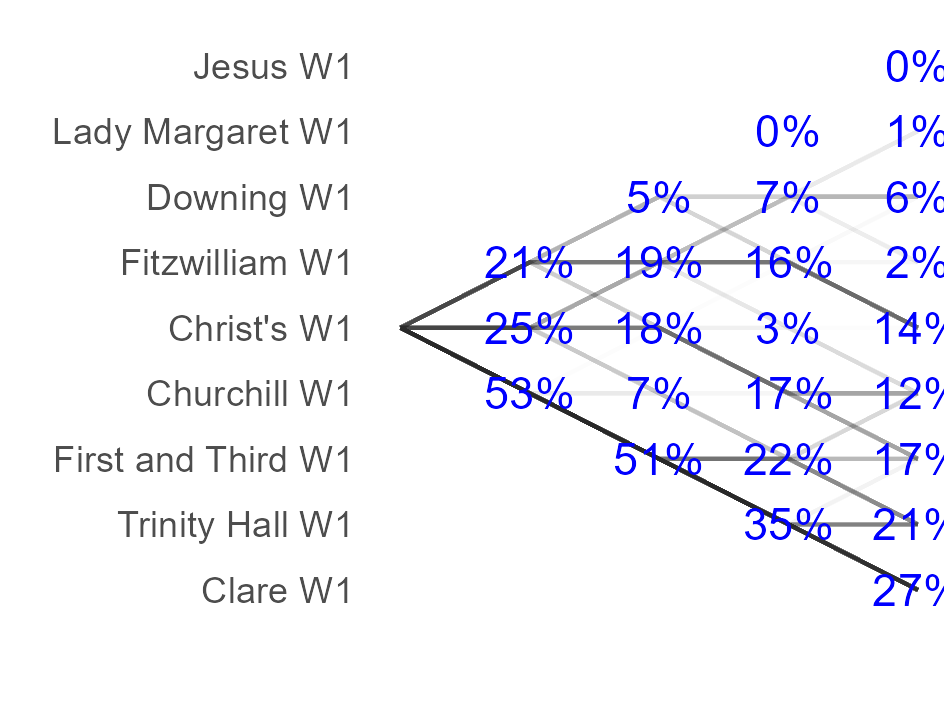 Jesus W1 0%
Lady Margaret W1 0% 1%
Downing W1 5% 7% 6%
Fitzwilliam W1 21% 19% 16% 2%
Christ's W1 25% 18% 3% 14%
Churchill W1 53% 7% 17% 12%
First and Third W1 51% 22% 17%
Trinity Hall W1 35% 21%
Clare W1 27%